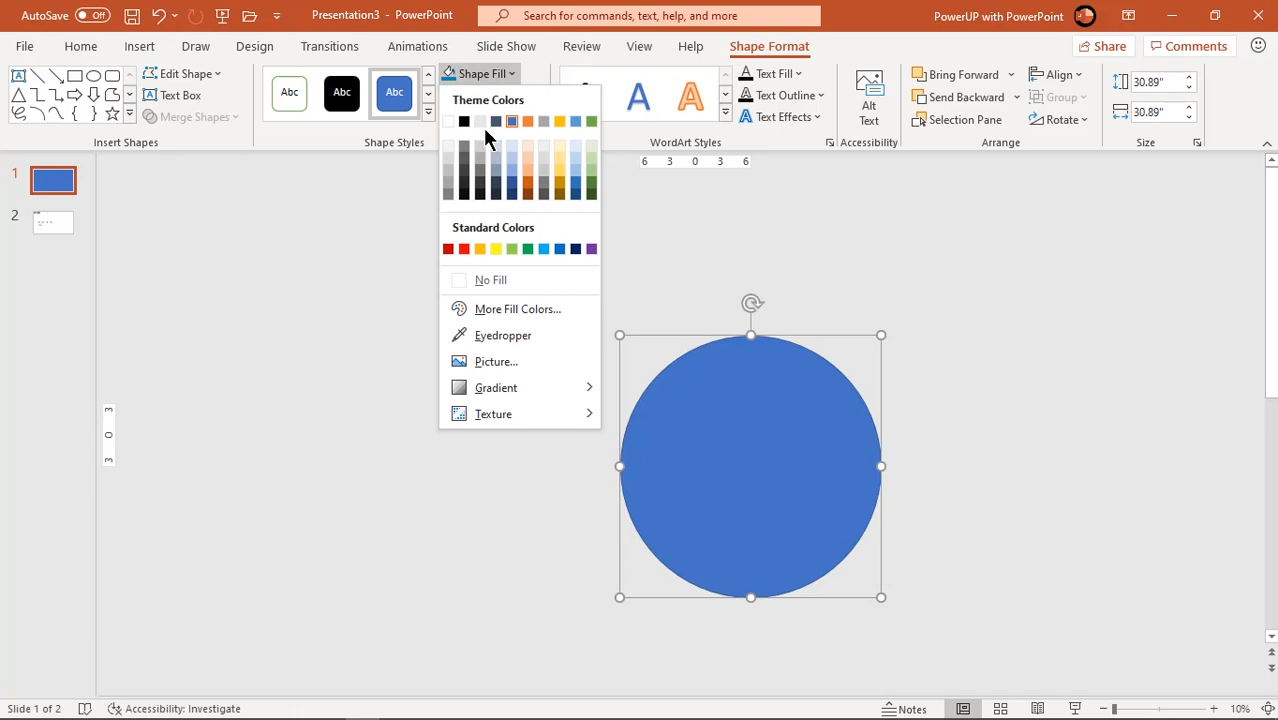 AutoSave Off Presentation3 - PowerPoint Search for commands, text, help, and more PowerUP with PowerPoint
File Home Insert Draw Design Transitions Animations Slide Show Review View Help Shape Format Share Comments
Edit Shape
Text Box
Merge Shapes
Insert Shapes
Abc Abc Abc
Shape Styles
Shape Fill
A A
WordArt Styles
Text Fill
Text Outline
Text Effects
Alt
Text
Accessibility
Bring Forward
Send Backward
Selection Pane
Align
Group
Rotate
Arrange
30.89"
30.89"
Size
Theme Colors
Standard Colors
No Fill
More Fill Colors...
Eyedropper
Picture...
Gradient
Texture
6 3 0 3 6
3
0
3
1
2
Slide 1 of 2 Accessibility: Investigate Notes 10%